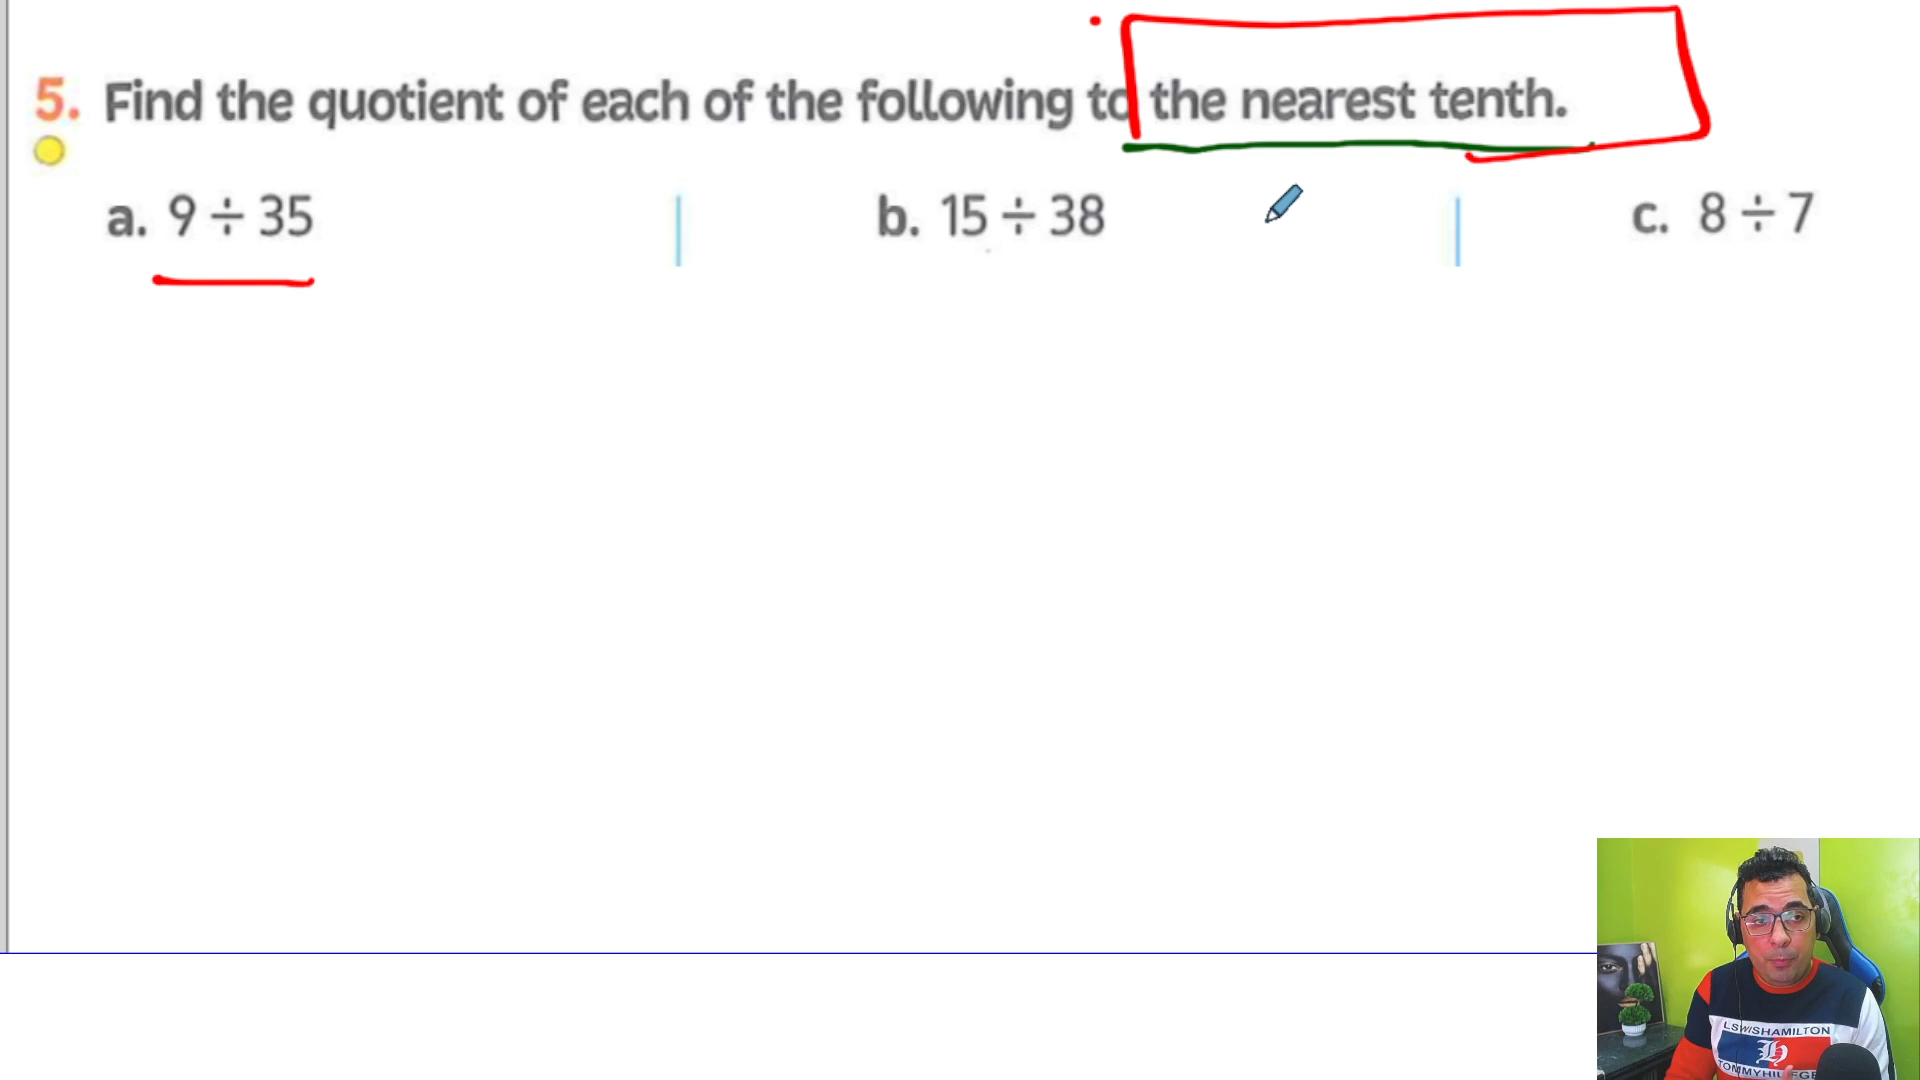 5. Find the quotient of each of the following to the nearest tenth.
a. 9 ÷ 35
b. 15 ÷ 38
c. 8 ÷ 7
LSWISHAMILTON
H